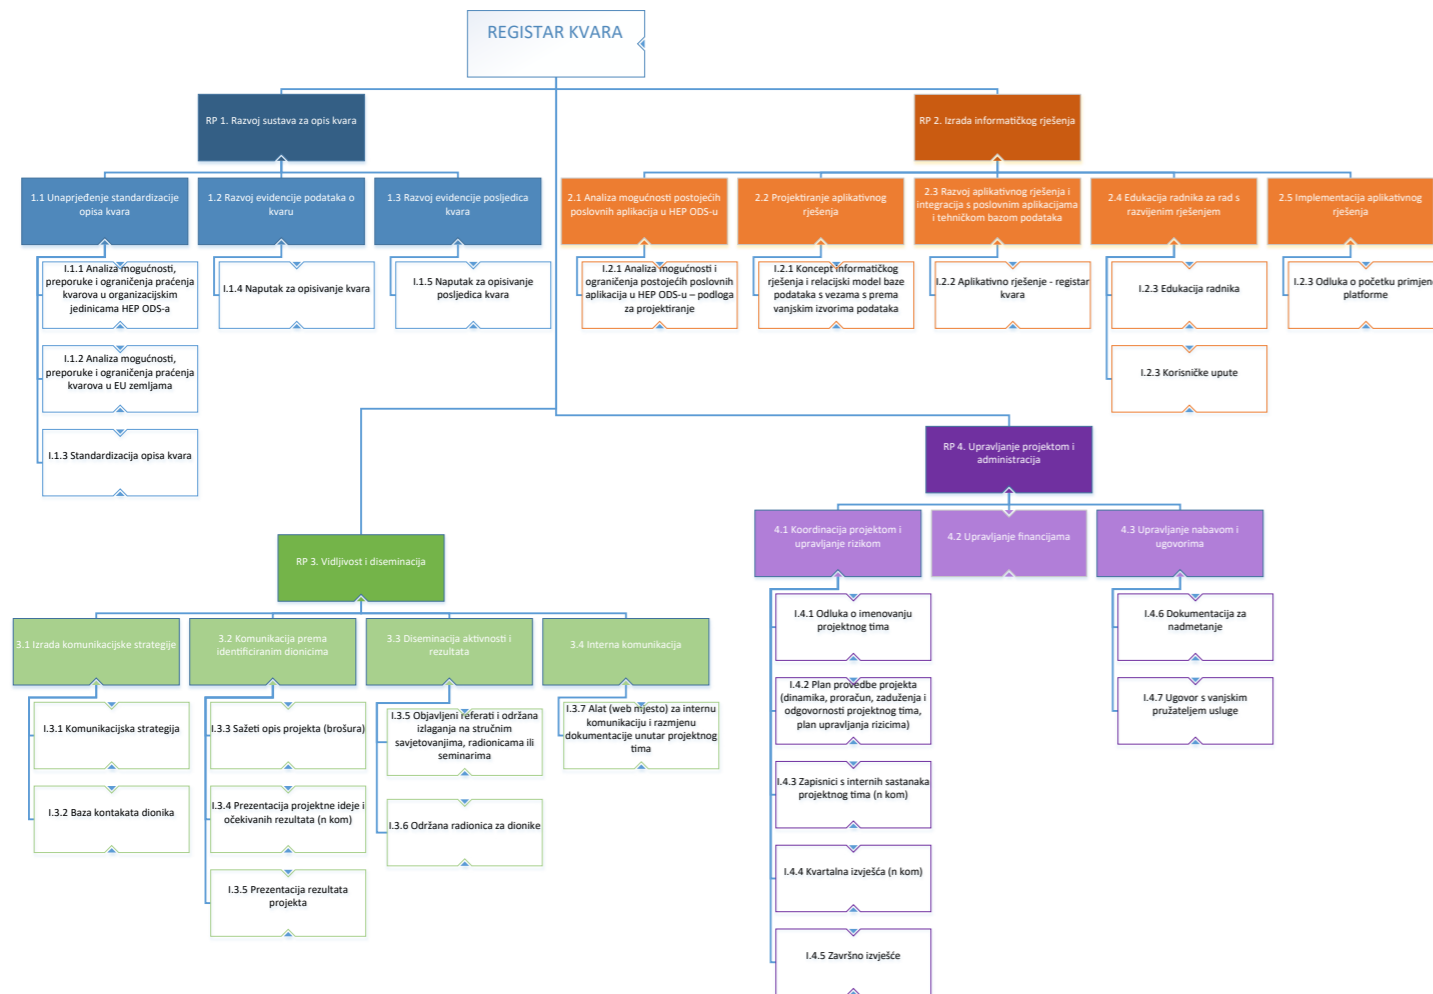 REGISTAR KVARA
RP 1. Razvoj sustava za opis kvara
RP 2. Izrada informatičkog rješenja
1.1 Unaprjeđenje standardizacije
opisa kvara
1.2 Razvoj evidencije podataka o
kvaru
1.3 Razvoj evidencije posljedica
kvara
2.1 Analiza mogućnosti postojećih
poslovnih aplikacija u HEP ODS-u
2.2 Projektiranje aplikativnog
rješenja
2.3 Razvoj aplikativnog rješenja i
integracija s poslovnim aplikacijama
i tehničkom bazom podataka
2.4 Edukacija radnika za rad s
razvijenim rješenjem
2.5 Implementacija aplikativnog
rješenja
I.1.1 Analiza mogućnosti,
preporuke i ograničenja praćenja
kvarova u organizacijskim
jedinicama HEP ODS-a
I.1.4 Naputak za opisivanje kvara
I.1.5 Naputak za opisivanje
posljedica kvara
I.2.1 Analiza mogućnosti i
ograničenja postojećih poslovnih
aplikacija u HEP ODS-u – podloga
za projektiranje
I.2.1 Koncept informatičkog
rješenja i relacijski model baze
podataka s vezama s prema
vanjskim izvorima podataka
I.2.2 Aplikativno rješenje - registar
kvara
I.2.3 Edukacija radnika
I.2.3 Odluka o početku primjene
platforme
I.1.2 Analiza mogućnosti,
preporuke i ograničenja praćenja
kvarova u EU zemljama
I.2.3 Korisničke upute
I.1.3 Standardizacija opisa kvara
RP 4. Upravljanje projektom i
administracija
4.1 Koordinacija projektom i
upravljanje rizikom
4.2 Upravljanje financijama
4.3 Upravljanje nabavom i
ugovorima
RP 3. Vidljivost i diseminacija
I.4.1 Odluka o imenovanju
projektnog tima
I.4.6 Dokumentacija za
nadmetanje
3.1 Izrada komunikacijske strategije
3.2 Komunikacija prema
identificiranim dionicima
3.3 Diseminacija aktivnosti i
rezultata
3.4 Interna komunikacija
I.4.2 Plan provedbe projekta
(dinamika, proračun, zaduženja i
odgovornosti projektnog tima,
plan upravljanja rizicima)
I.4.7 Ugovor s vanjskim
pružateljem usluge
I.3.1 Komunikacijska strategija
I.3.3 Sažeti opis projekta (brošura)
I.3.5 Objavljeni referati i održana
izlaganja na stručnim
savjetovanjima, radionicama ili
seminarima
I.3.7 Alat (web mjesto) za internu
komunikaciju i razmjenu
dokumentacije unutar projektnog
tima
I.4.3 Zapisnici s internih sastanaka
projektnog tima (n kom)
I.3.2 Baza kontakata dionika
I.3.4 Prezentacija projektne ideje i
očekivanih rezultata (n kom)
I.3.6 Održana radionica za dionike
I.4.4 Kvartalna izvješća (n kom)
I.3.5 Prezentacija rezultata
projekta
I.4.5 Završno izvješće